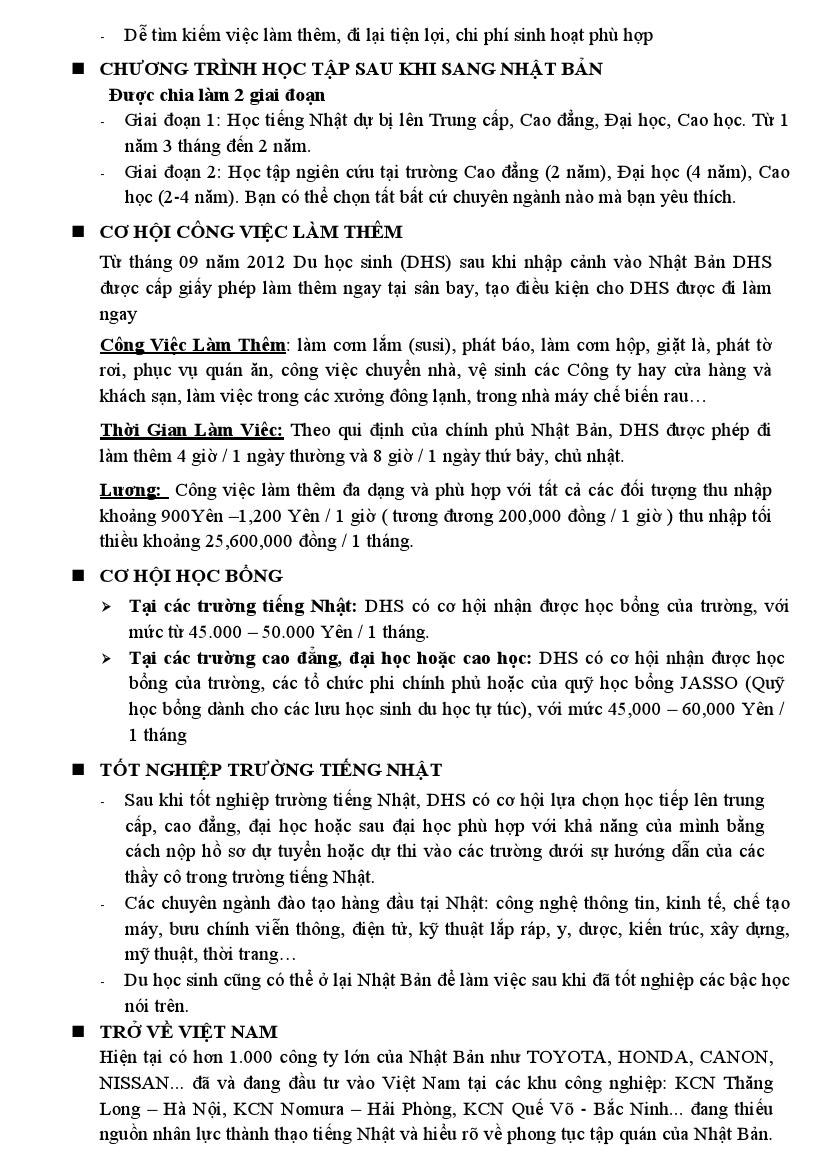 - Dễ tìm kiếm việc làm thêm, đi lại tiện lợi, chi phí sinh hoạt phù hợp
■ CHƯƠNG TRÌNH HỌC TẬP SAU KHI SANG NHẬT BẢN
Được chia làm 2 giai đoạn
- Giai đoạn 1: Học tiếng Nhật dự bị lên Trung cấp, Cao đẳng, Đại học, Cao học. Từ 1
năm 3 tháng đến 2 năm.
- Giai đoạn 2: Học tập ngiên cứu tại trường Cao đẳng (2 năm), Đại học (4 năm), Cao
học (2-4 năm). Bạn có thể chọn tất bất cứ chuyên ngành nào mà bạn yêu thích.
■ CƠ HỘI CÔNG VIỆC LÀM THÊM
Từ tháng 09 năm 2012 Du học sinh (DHS) sau khi nhập cảnh vào Nhật Bản DHS
được cấp giấy phép làm thêm ngay tại sân bay, tạo điều kiện cho DHS được đi làm
ngay
Công Việc Làm Thêm: làm cơm lắm (susi), phát báo, làm cơm hộp, giặt là, phát tờ
rơi, phục vụ quán ăn, công việc chuyển nhà, vệ sinh các Công ty hay cửa hàng và
khách sạn, làm việc trong các xưởng đông lạnh, trong nhà máy chế biến rau…
Thời Gian Làm Việc: Theo qui định của chính phủ Nhật Bản, DHS được phép đi
làm thêm 4 giờ / 1 ngày thường và 8 giờ / 1 ngày thứ bảy, chủ nhật.
Lương: Công việc làm thêm đa dạng và phù hợp với tất cả các đối tượng thu nhập
khoảng 900Yên –1,200 Yên / 1 giờ ( tương đương 200,000 đồng / 1 giờ ) thu nhập tối
thiều khoảng 25,600,000 đồng / 1 tháng.
■ CƠ HỘI HỌC BỔNG
➢ Tại các trường tiếng Nhật: DHS có cơ hội nhận được học bổng của trường, với
mức từ 45.000 – 50.000 Yên / 1 tháng.
➢ Tại các trường cao đẳng, đại học hoặc cao học: DHS có cơ hội nhận được học
bổng của trường, các tổ chức phi chính phủ hoặc của quỹ học bổng JASSO (Quỹ
học bổng dành cho các lưu học sinh du học tự túc), với mức 45,000 – 60,000 Yên /
1 tháng
■ TỐT NGHIỆP TRƯỜNG TIẾNG NHẬT
- Sau khi tốt nghiệp trường tiếng Nhật, DHS có cơ hội lựa chọn học tiếp lên trung
cấp, cao đẳng, đại học hoặc sau đại học phù hợp với khả năng của mình bằng
cách nộp hồ sơ dự tuyển hoặc dự thi vào các trường dưới sự hướng dẫn của các
thầy cô trong trường tiếng Nhật.
- Các chuyên ngành đào tạo hàng đầu tại Nhật: công nghệ thông tin, kinh tế, chế tạo
máy, bưu chính viễn thông, điện tử, kỹ thuật lắp ráp, y, dược, kiến trúc, xây dựng,
mỹ thuật, thời trang…
- Du học sinh cũng có thể ở lại Nhật Bản để làm việc sau khi đã tốt nghiệp các bậc học
nói trên.
■ TRỞ VỀ VIỆT NAM
Hiện tại có hơn 1.000 công ty lớn của Nhật Bản như TOYOTA, HONDA, CANON,
NISSAN... đã và đang đầu tư vào Việt Nam tại các khu công nghiệp: KCN Thăng
Long – Hà Nội, KCN Nomura – Hải Phòng, KCN Quế Võ - Bắc Ninh... đang thiếu
nguồn nhân lực thành thạo tiếng Nhật và hiểu rõ về phong tục tập quán của Nhật Bản.